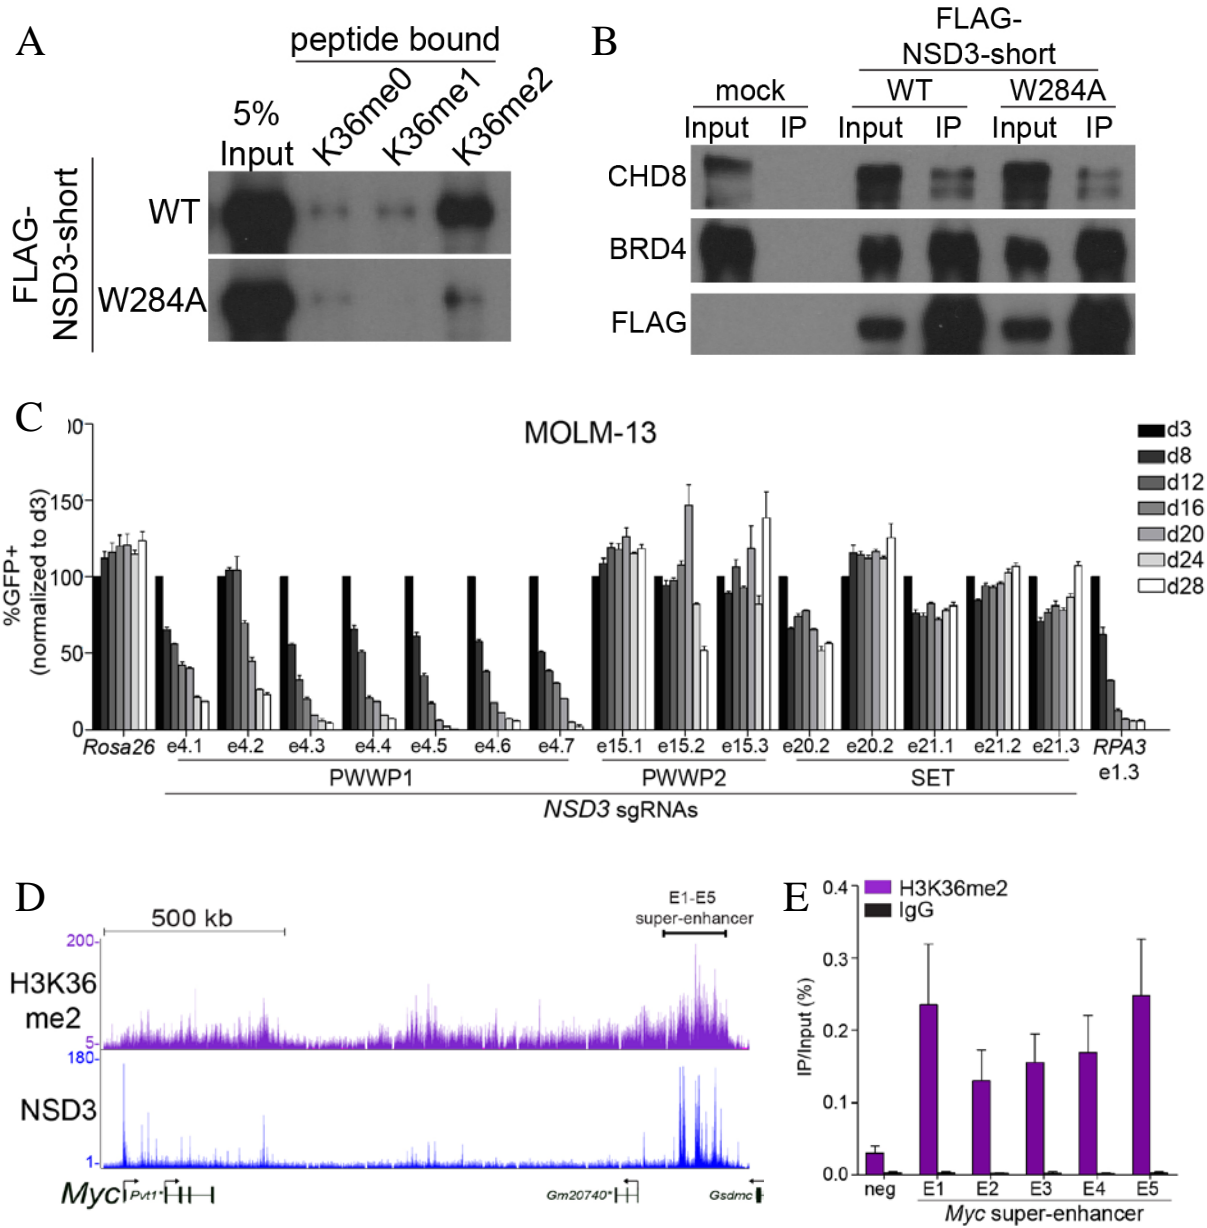 A
peptide bound
5%
Input
K36me0
K36me1
K36me2
FLAG-
NSD3-short
WT
W284A
B
FLAG-
NSD3-short
mock
WT
W284A
Input
IP
Input
IP
Input
IP
CHD8
BRD4
FLAG
C
MOLM-13
%GFP+
(normalized to d3)
150
100
50
0
d3
d8
d12
d16
d20
d24
d28
Rosa26
e4.1
e4.2
e4.3
e4.4
e4.5
e4.6
e4.7
e15.1
e15.2
e15.3
e20.2
e20.2
e21.1
e21.2
e21.3
RPA3
e1.3
PWWP1
PWWP2
SET
NSD3 sgRNAs
D
500 kb
E1-E5
super-enhancer
200
H3K36
me2
5
180
NSD3
1
Myc
Pvt1*
Gm20740*
Gsdmc
E
H3K36me2
IgG
IP/Input (%)
0.4
0.3
0.2
0.1
0.0
neg
E1
E2
E3
E4
E5
Myc super-enhancer